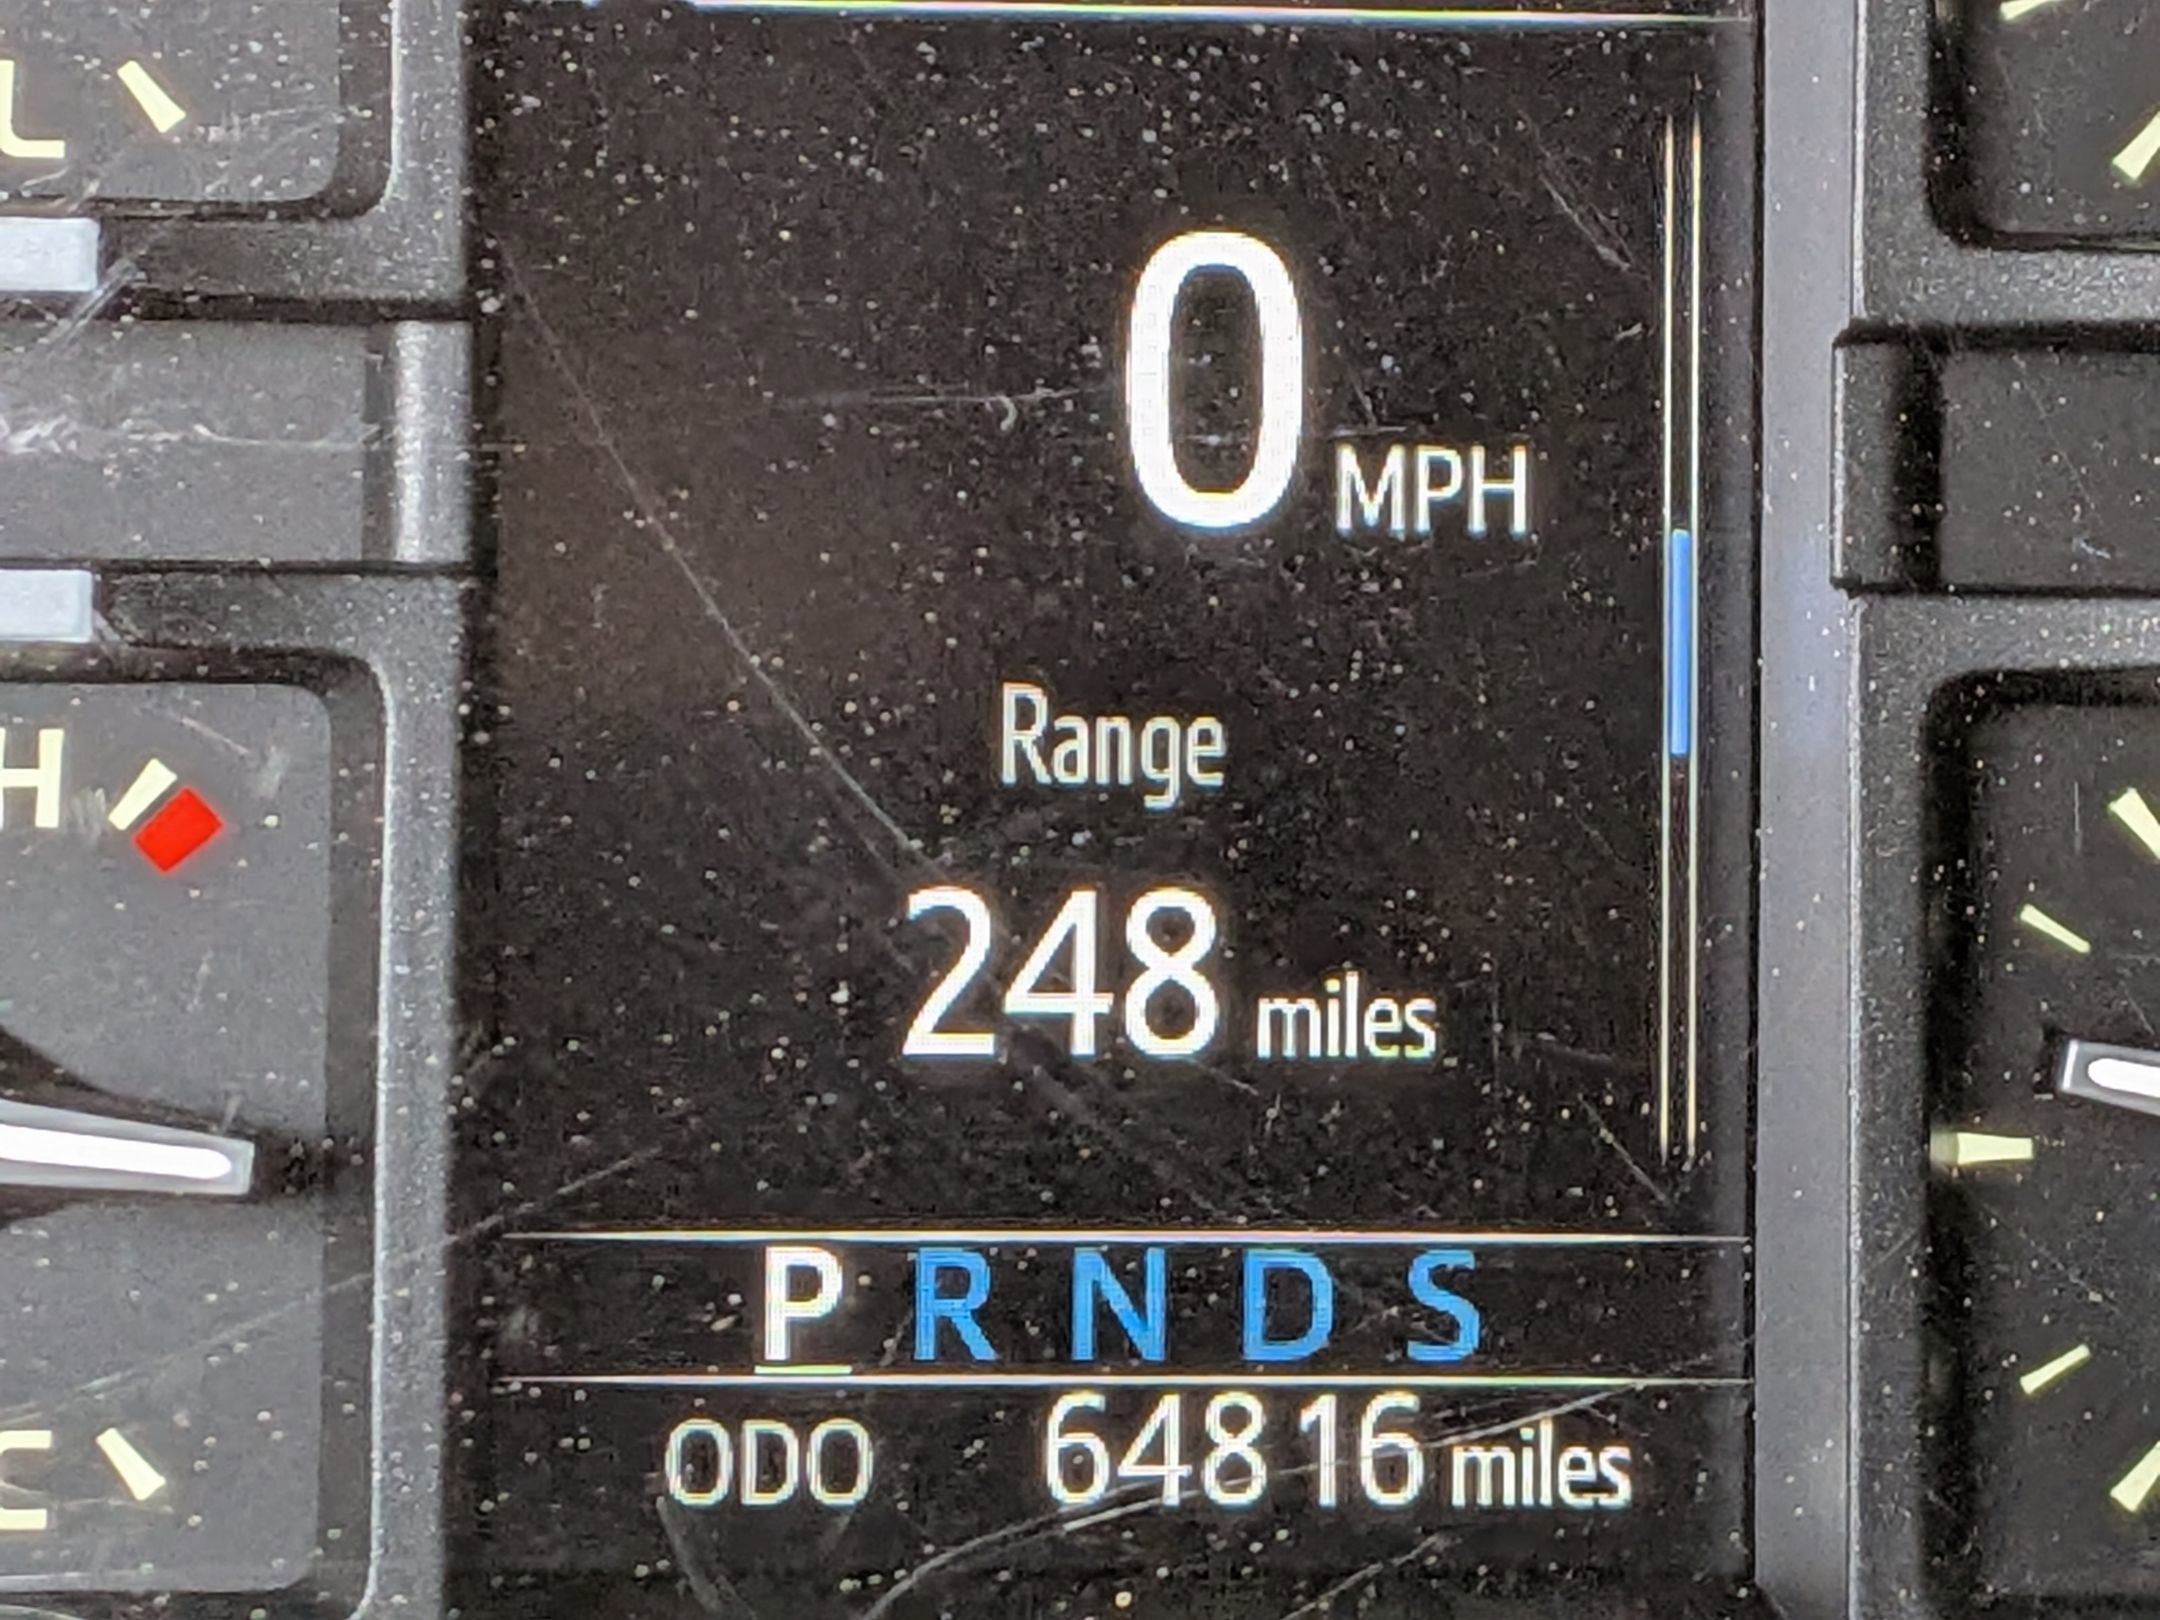 L
0 MPH
Range
H
248 miles
P R N D S
C
ODO 64816 miles